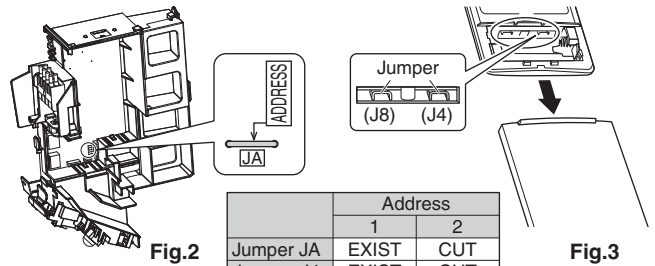 ADDRESS
JA
Fig.2
Jumper
(J8) (J4)
Fig.3
Address
1 2
Jumper JA EXIST CUT